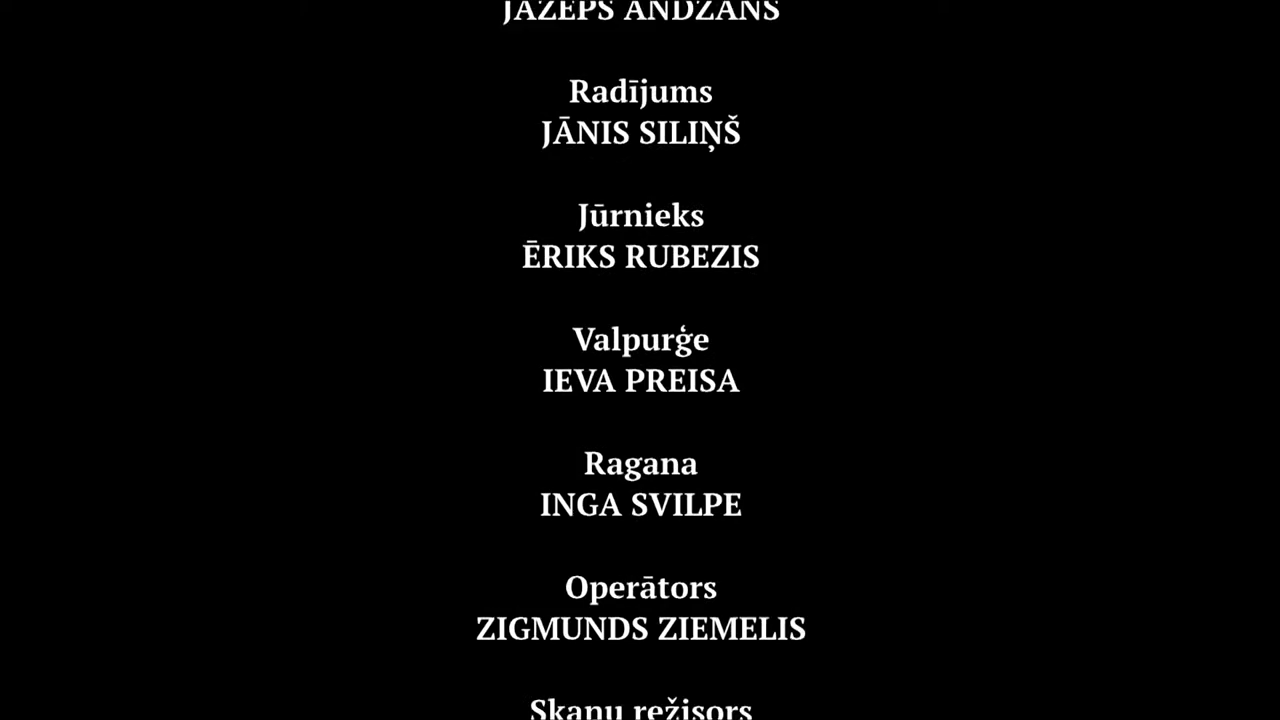 JĀZEPS ANDŽĀNS
Radījums
JĀNIS SILIŅŠ
Jūrnieks
ĒRIKS RUBEZIS
Valpurģe
IEVA PREISA
Ragana
INGA SVILPE
Operātors
ZIGMUNDS ZIEMELIS
Skaņu režisors